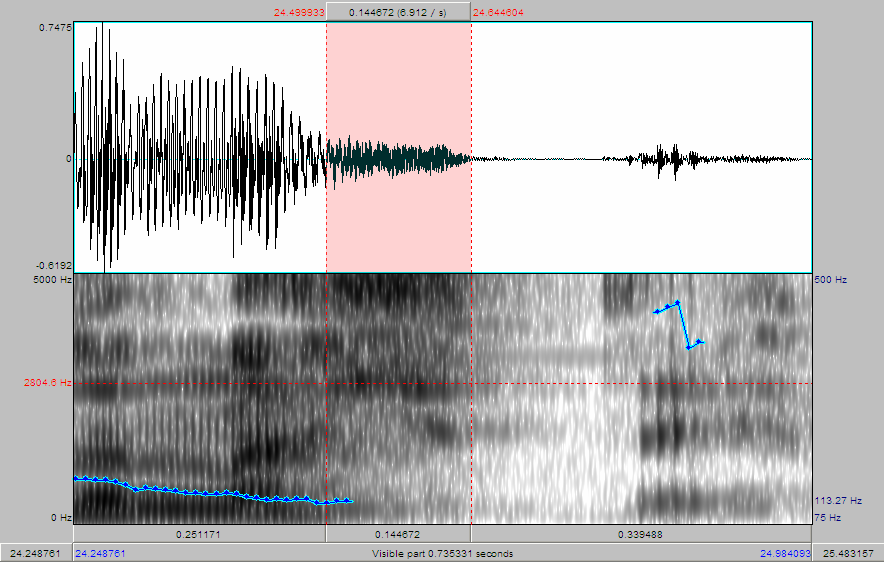 24.499933 0.144672 (6.912 / s) 24.644604
0.7475
0
-0.6192
5000 Hz 500 Hz
2804.6 Hz
113.27 Hz
0 Hz 75 Hz
0.251171 0.144672 0.339488
24.248761 24.248761 Visible part 0.735331 seconds 24.984093 25.483157